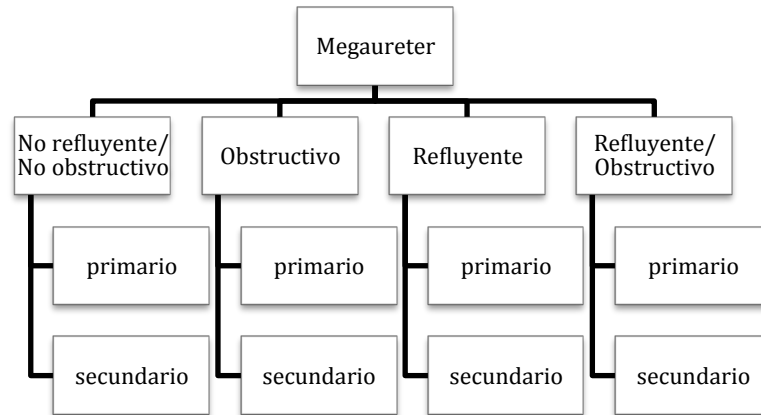 Megaureter
No refluyente/
No obstructivo
Obstructivo
Refluyente
Refluyente/
Obstructivo
primario
primario
primario
primario
secundario
secundario
secundario
secundario